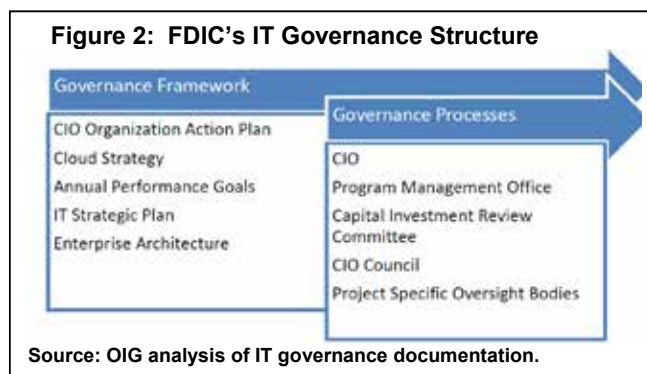 Figure 2: FDIC's IT Governance Structure
Governance Framework
CIO Organization Action Plan
Cloud Strategy
Annual Performance Goals
IT Strategic Plan
Enterprise Architecture
Governance Processes
CIO
Program Management Office
Capital Investment Review
Committee
CIO Council
Project Specific Oversight Bodies
Source: OIG analysis of IT governance documentation.